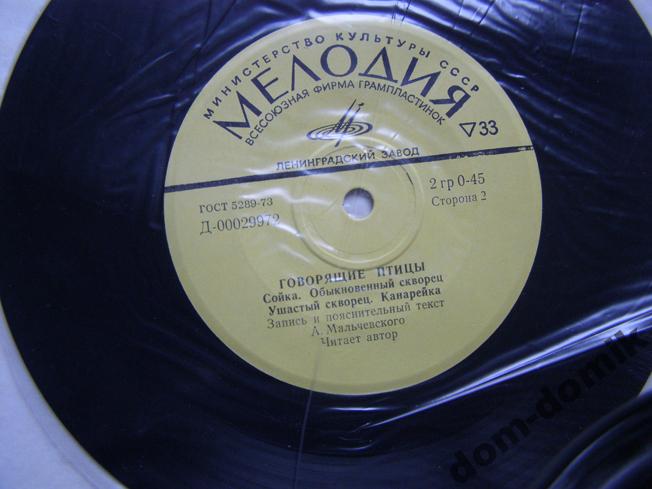 МИНИСТЕРСТВО КУЛЬТУРЫ СССР
МЕЛОДИЯ
ВСЕСОЮЗНАЯ ФИРМА ГРАМПЛАСТИНОК
▽33
ЛЕНИНГРАДСКИЙ ЗАВОД
ГОСТ 5289-73
Д-00029972
2 гр 0-45
Сторона 2
ГОВОРЯЩИЕ ПТИЦЫ
Сойка. Обыкновенный скворец
Ушастый скворец. Канарейка
Запись и пояснительный текст
А. Мальчевского
Читает автор
dom-domik